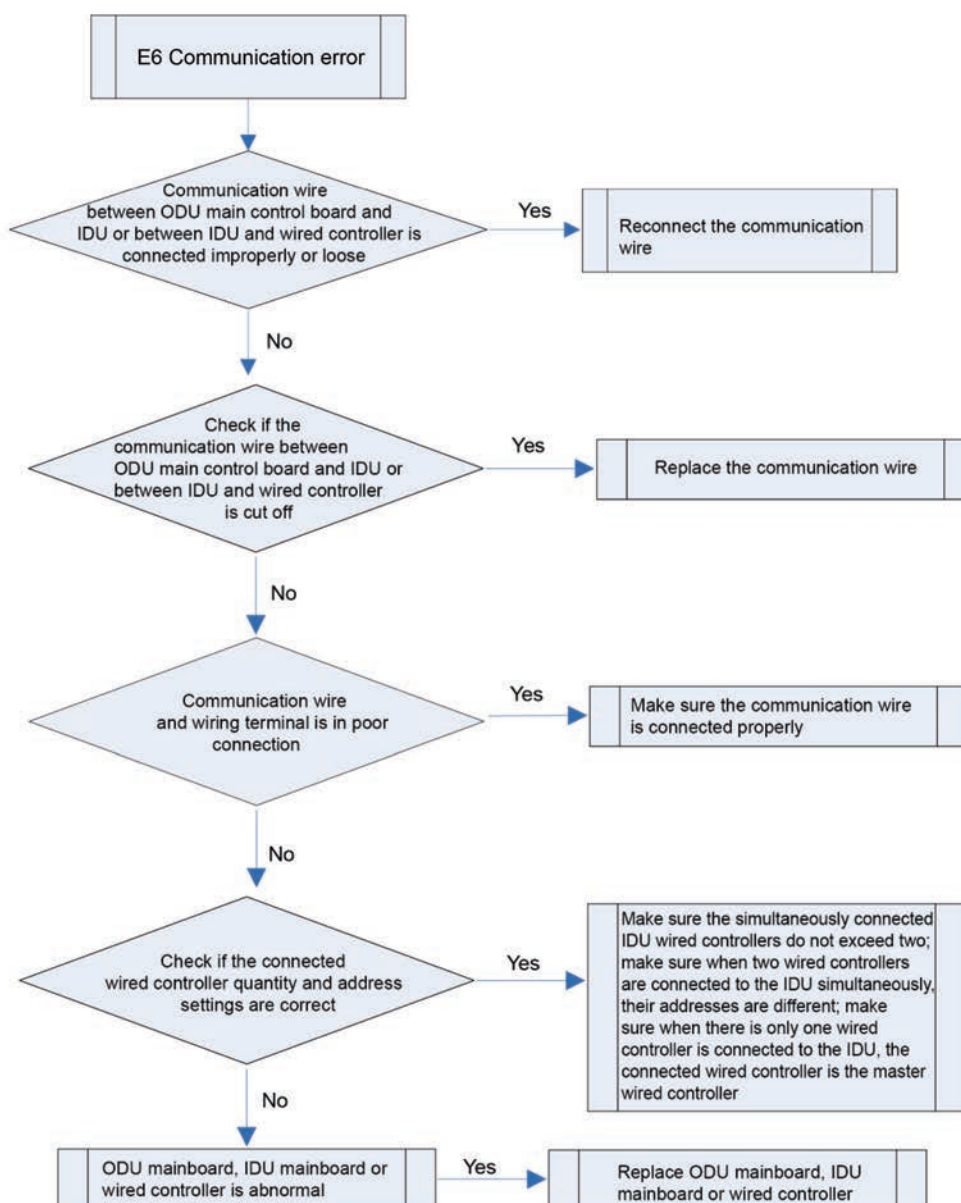 E6 Communication error
Communication wire
between ODU main control board and
IDU or between IDU and wired controller is
connected improperly or loose
Yes
Reconnect the communication
wire
No
Check if the
communication wire between
ODU main control board and IDU or
between IDU and wired controller
is cut off
Yes
Replace the communication wire
No
Communication wire
and wiring terminal is in poor
connection
Yes
Make sure the communication wire
is connected properly
No
Check if the connected
wired controller quantity and address
settings are correct
Yes
Make sure the simultaneously connected
IDU wired controllers do not exceed two;
make sure when two wired controllers
are connected to the IDU simultaneously,
their addresses are different; make
sure when there is only one wired
controller is connected to the IDU, the
connected wired controller is the master
wired controller
No
ODU mainboard, IDU mainboard or
wired controller is abnormal
Yes
Replace ODU mainboard, IDU
mainboard or wired controller